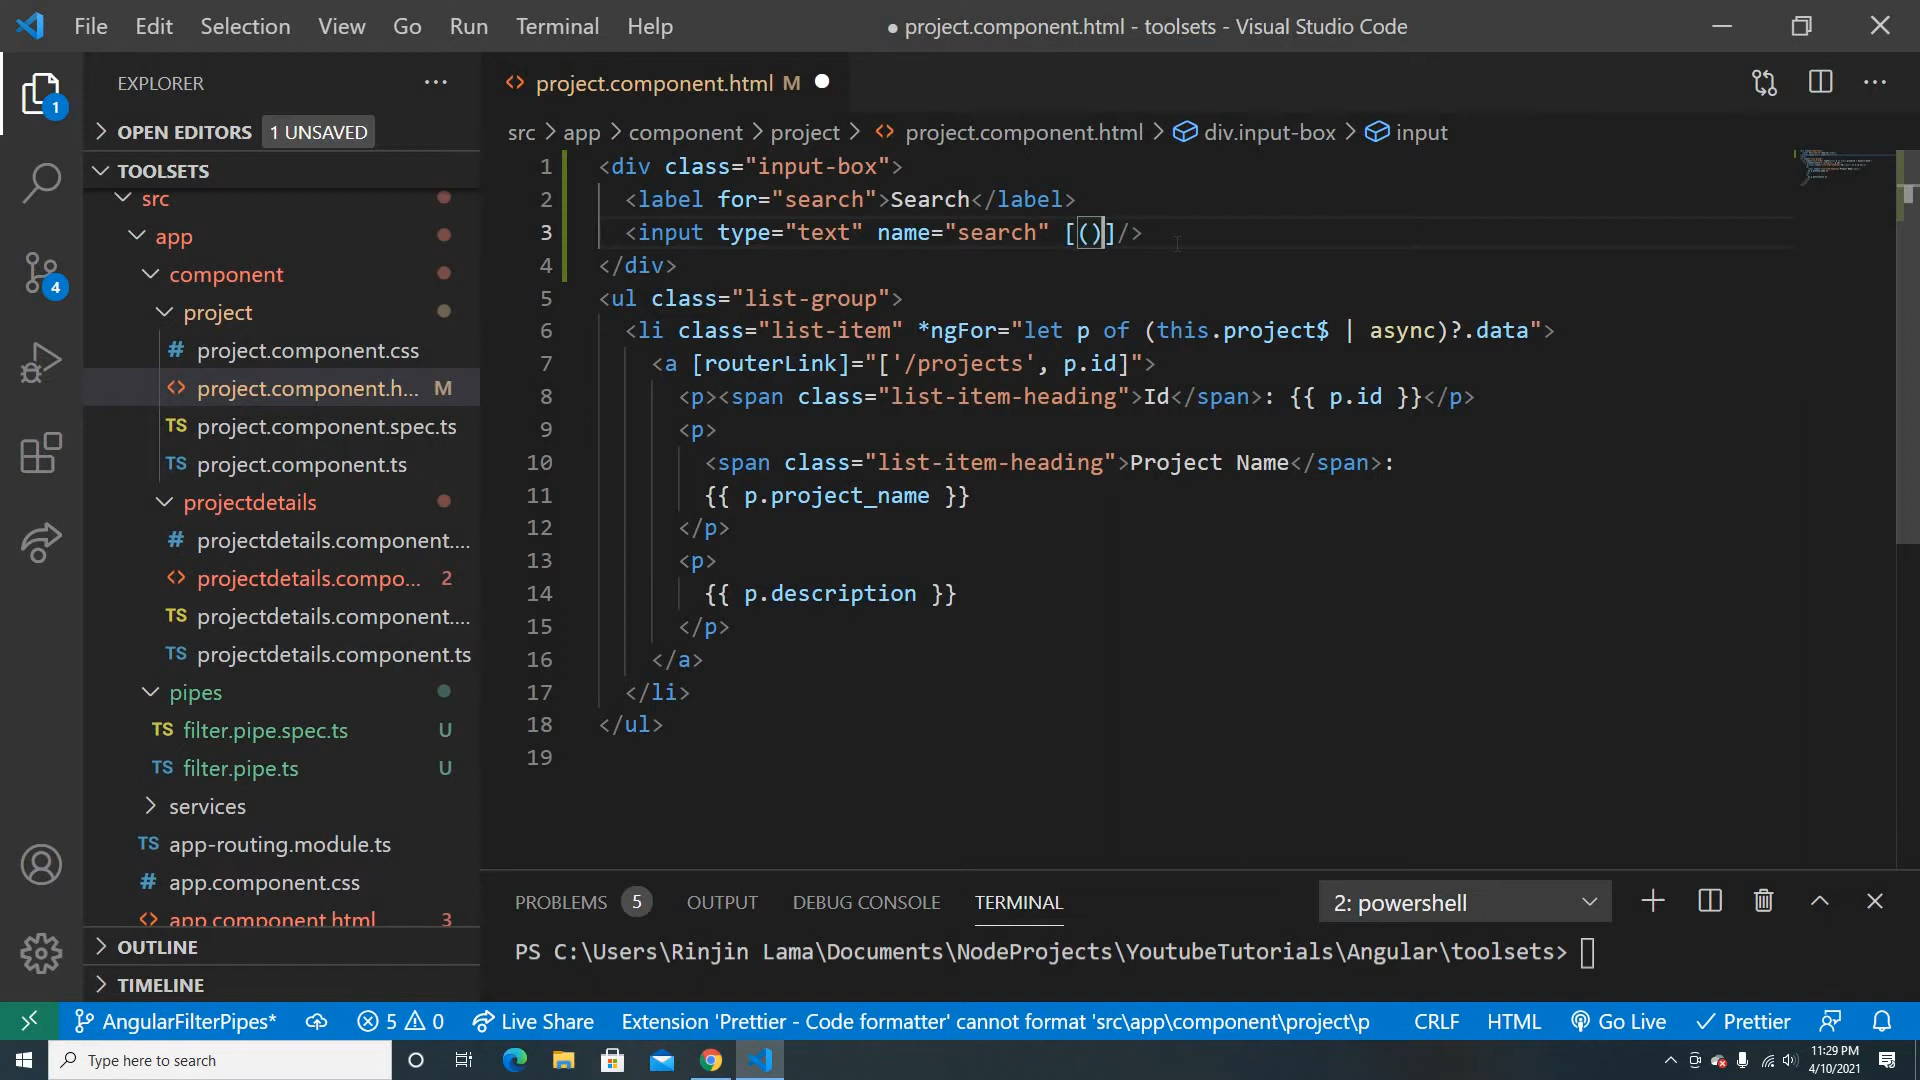 File Edit Selection View Go Run Terminal Help
● project.component.html - toolsets - Visual Studio Code
EXPLORER
OPEN EDITORS 1 UNSAVED
TOOLSETS
src
app
component
project
# project.component.css
<> project.component.h... M
TS project.component.spec.ts
TS project.component.ts
projectdetails
# projectdetails.component....
<> projectdetails.compo... 2
TS projectdetails.component....
TS projectdetails.component.ts
pipes
TS filter.pipe.spec.ts U
TS filter.pipe.ts U
services
TS app-routing.module.ts
# app.component.css
<> app.component.html 3
OUTLINE
TIMELINE
1
4
<> project.component.html M
src > app > component > project > <> project.component.html > div.input-box > input
1 <div class="input-box">
2 <label for="search">Search</label>
3 <input type="text" name="search" [()]/>
4 </div>
5 <ul class="list-group">
6 <li class="list-item" *ngFor="let p of (this.project$ | async)?.data">
7 <a [routerLink]="['/projects', p.id]">
8 <p><span class="list-item-heading">Id</span>: {{ p.id }}</p>
9 <p>
10 <span class="list-item-heading">Project Name</span>:
11 {{ p.project_name }}
12 </p>
13 <p>
14 {{ p.description }}
15 </p>
16 </a>
17 </li>
18 </ul>
19
PROBLEMS 5 OUTPUT DEBUG CONSOLE TERMINAL 2: powershell
PS C:\Users\Rinjin Lama\Documents\NodeProjects\YoutubeTutorials\Angular\toolsets>
AngularFilterPipes* 5 0 Live Share Extension 'Prettier - Code formatter' cannot format 'src\app\component\project\p CRLF HTML Go Live Prettier
Type here to search
11:29 PM
4/10/2021